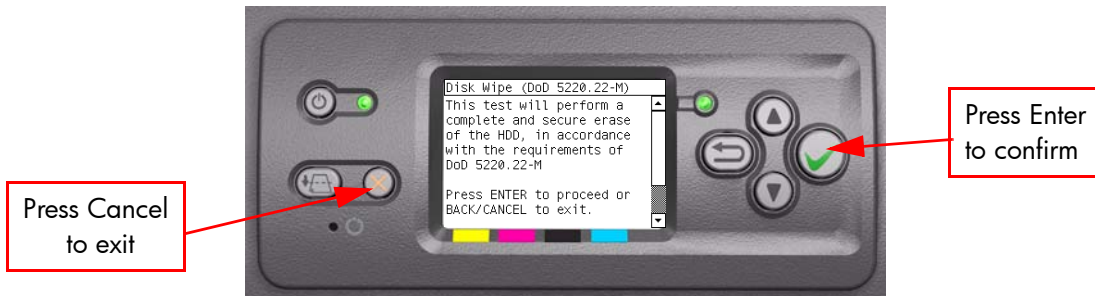 Disk Wipe (DoD 5220.22-M)
This test will perform a
complete and secure erase
of the HDD, in accordance
with the requirements of
DoD 5220.22-M
Press ENTER to proceed or
BACK/CANCEL to exit.
Press Enter
to confirm
Press Cancel
to exit